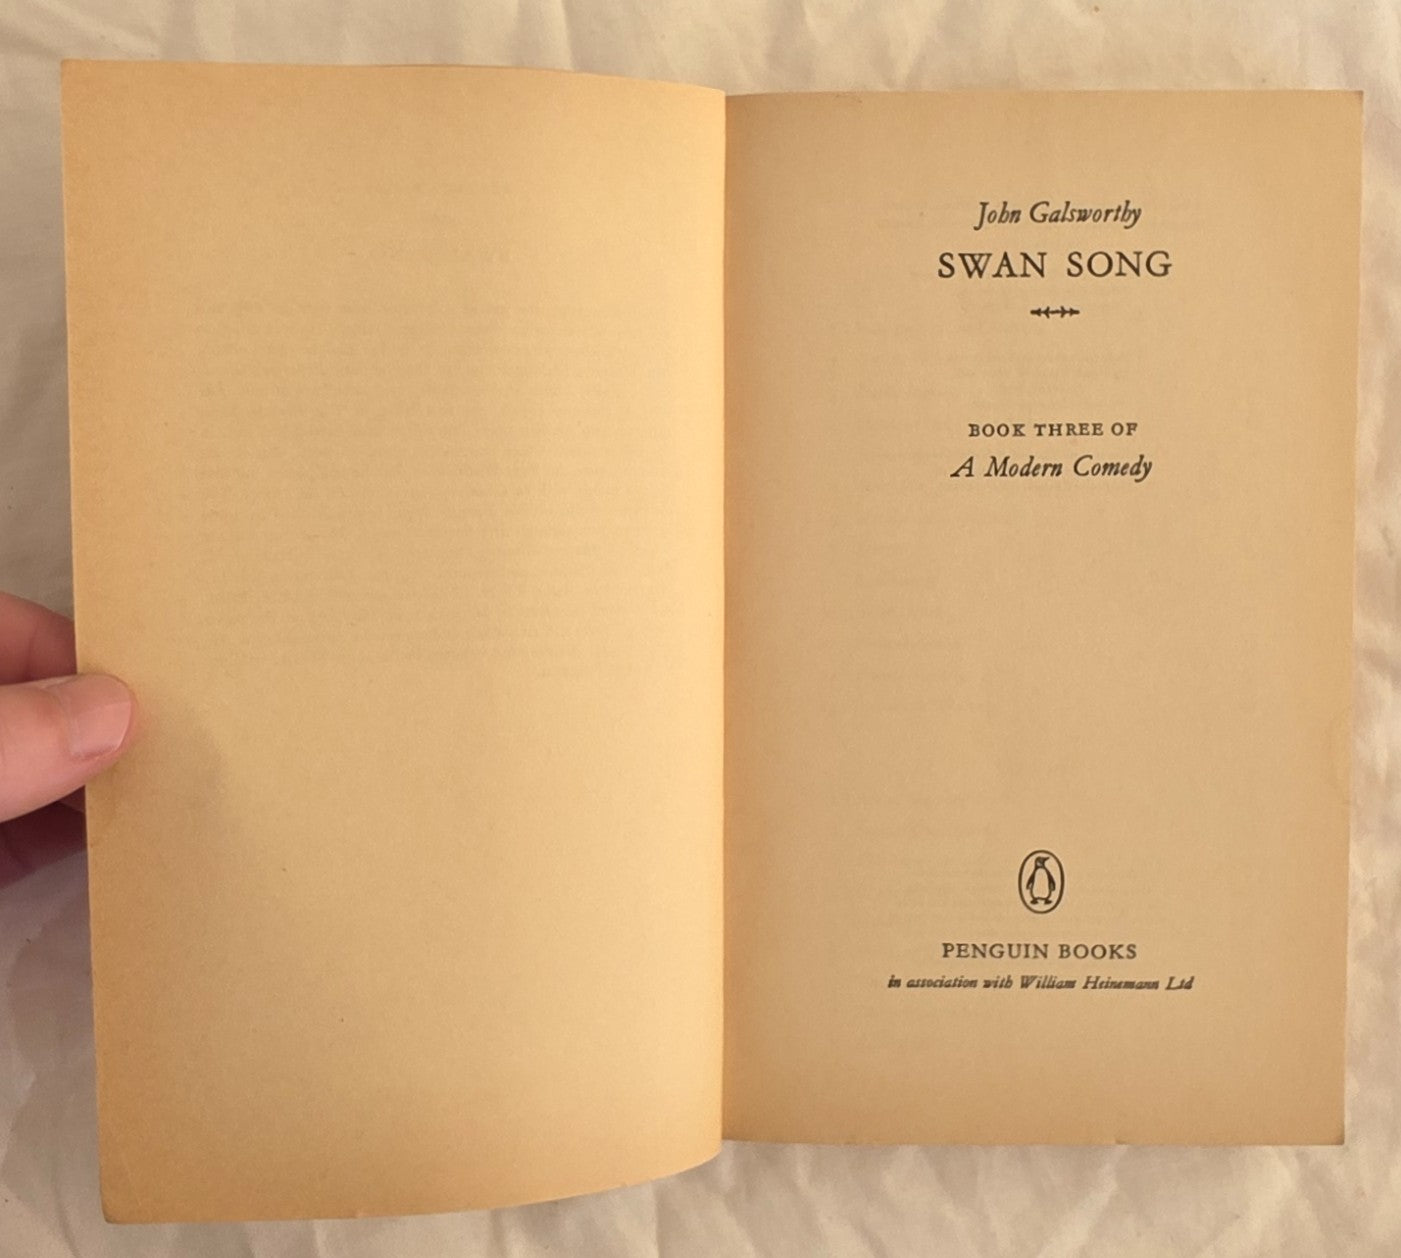 John Galsworthy
SWAN SONG
BOOK THREE OF
A Modern Comedy
PENGUIN BOOKS
in association with William Heinemann Ltd